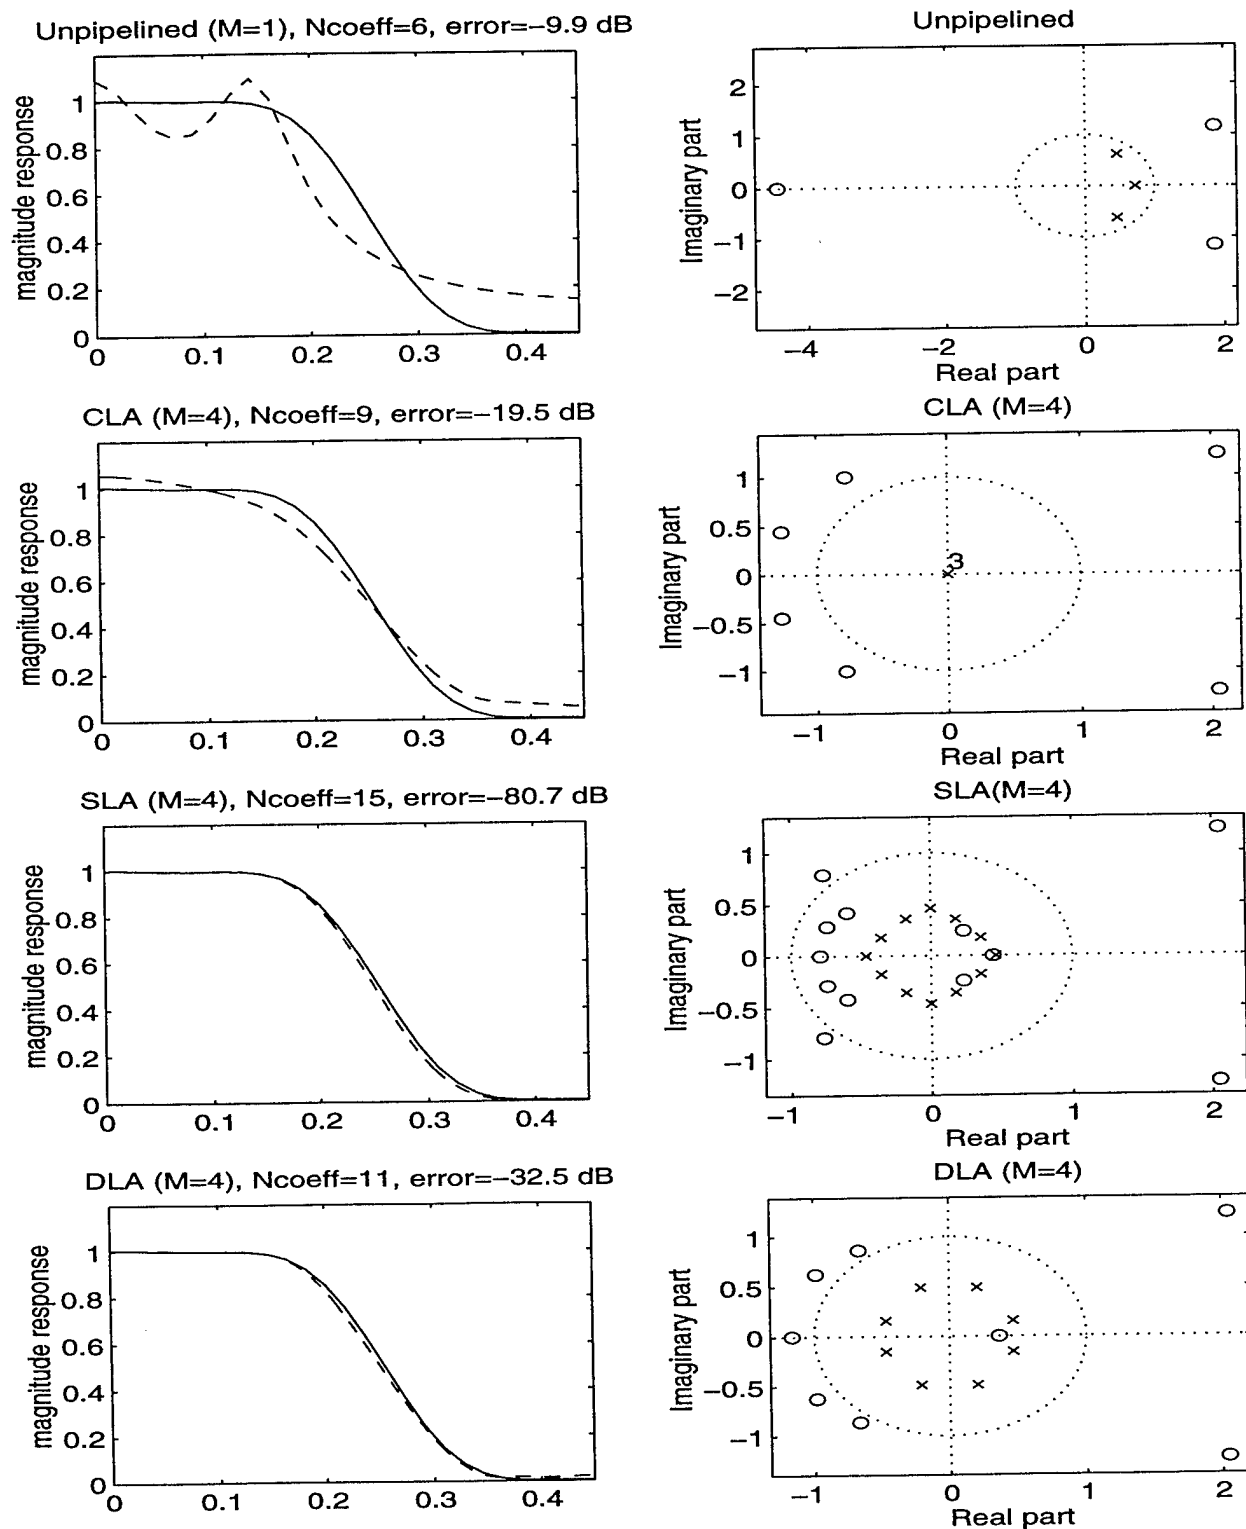 Unpipelined (M=1), Ncoeff=6, error=−9.9 dB
magnitude response
1
0.8
0.6
0.4
0.2
0
0 0.1 0.2 0.3 0.4
Unpipelined
Imaginary part
2
1
0
−1
−2
−4 −2 0 2
Real part
CLA (M=4), Ncoeff=9, error=−19.5 dB
magnitude response
1
0.8
0.6
0.4
0.2
0
0 0.1 0.2 0.3 0.4
CLA (M=4)
Imaginary part
1
0.5
0
−0.5
−1
3
−1 0 1 2
Real part
SLA (M=4), Ncoeff=15, error=−80.7 dB
magnitude response
1
0.8
0.6
0.4
0.2
0
0 0.1 0.2 0.3 0.4
SLA(M=4)
Imaginary part
1
0.5
0
−0.5
−1
−1 0 1 2
Real part
DLA (M=4), Ncoeff=11, error=−32.5 dB
magnitude response
1
0.8
0.6
0.4
0.2
0
0 0.1 0.2 0.3 0.4
DLA (M=4)
Imaginary part
1
0.5
0
−0.5
−1
−1 0 1 2
Real part